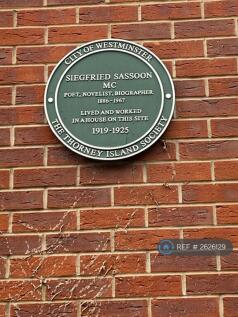 CITY OF WESTMINSTER
SIEGFRIED SASSOON
MC
POET, NOVELIST, BIOGRAPHER
1886-1967
LIVED AND WORKED
IN A HOUSE ON THIS SITE
1919-1925
THE THORNEY ISLAND SOCIETY
REF # 2626129